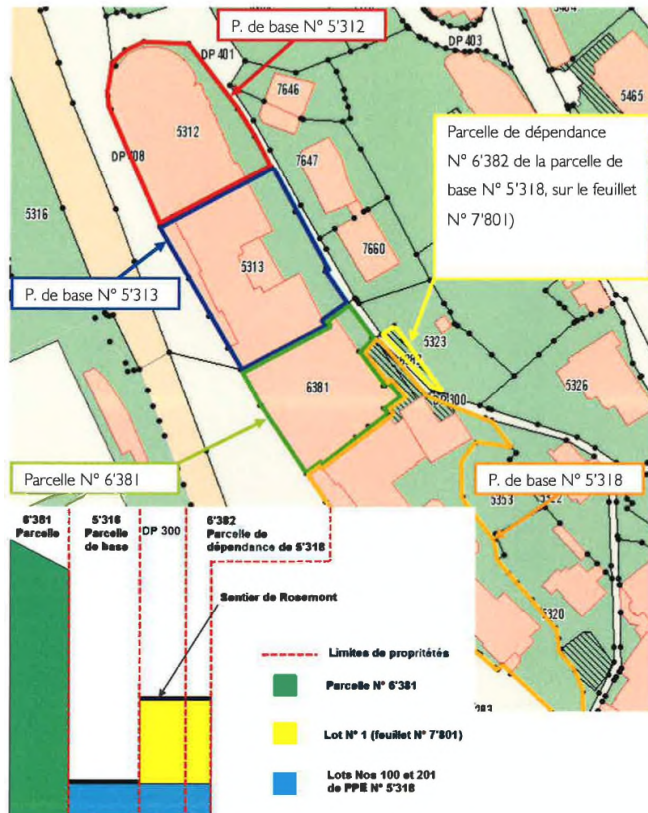 P. de base N° 5'312
DP 401
DP 403
5484
7646
5465
5312
Parcelle de dépendance
N° 6'382 de la parcelle de
base N° 5'318, sur le feuillet
N° 7'801)
7647
5316
7660
5313
P. de base N° 5'313
5323
5326
6381
Parcelle N° 6'381
P. de base N° 5'318
5353
5320
6'381
Parcelle
5'318
Parcelle
de base
DP 300
6'382
Parcelle de
dépendance de 5'318
Sentier de Rosemont
Limites de propriétés
Parcelle N° 6'381
Lot N° 1 (feuillet N° 7'801)
Lots Nos 100 et 201
de PPE N° 5'318